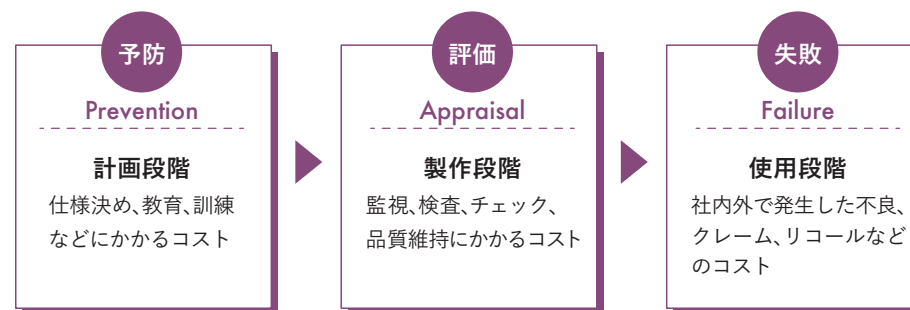 予防
Prevention
計画段階
仕様決め、教育、訓練
などにかかるコスト
評価
Appraisal
製作段階
監視、検査、チェック、
品質維持にかかるコスト
失敗
Failure
使用段階
社内外で発生した不良、
クレーム、リコールなど
のコスト